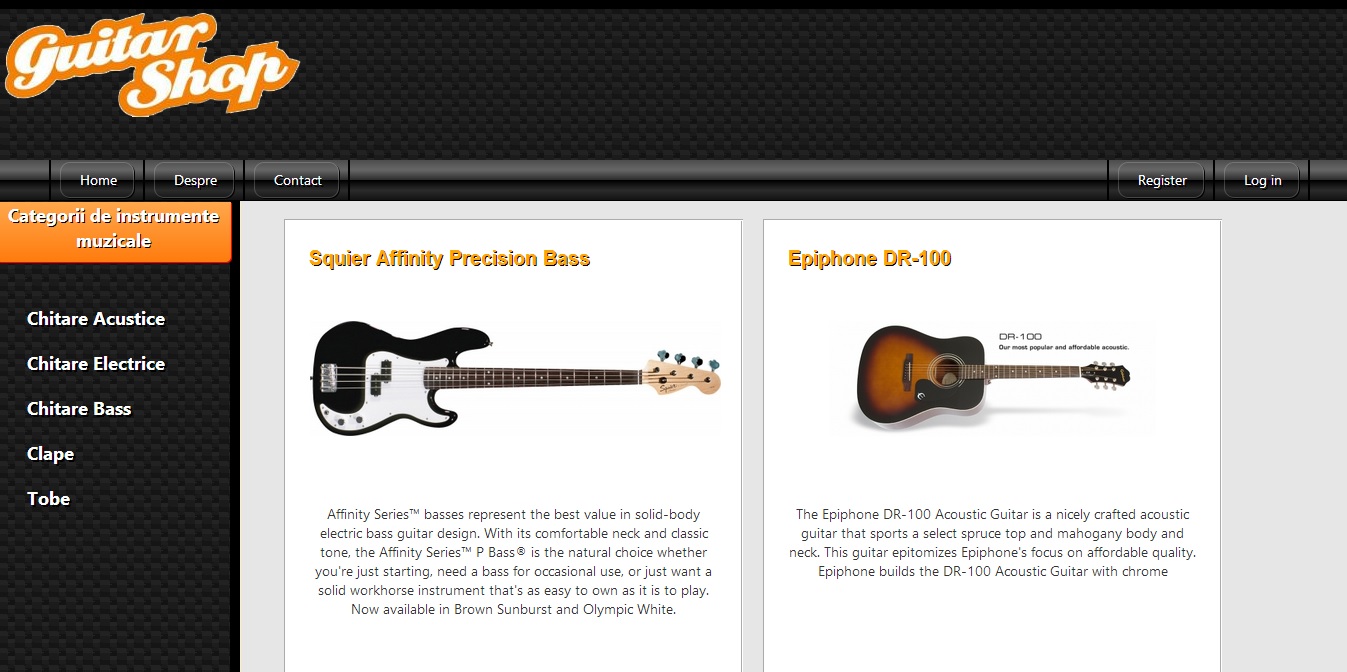 Guitar
Shop
Home
Despre
Contact
Register
Log in
Categorii de instrumente
muzicale
Chitare Acustice
Chitare Electrice
Chitare Bass
Clape
Tobe
Squier Affinity Precision Bass
Squier
Affinity Series™ basses represent the best value in solid-body
electric bass guitar design. With its comfortable neck and classic
tone, the Affinity Series™ P Bass® is the natural choice whether
you're just starting, need a bass for occasional use, or just want a
solid workhorse instrument that's as easy to own as it is to play.
Now available in Brown Sunburst and Olympic White.
Epiphone DR-100
DR-100
Our most popular and affordable acoustic.
The Epiphone DR-100 Acoustic Guitar is a nicely crafted acoustic
guitar that sports a select spruce top and mahogany body and
neck. This guitar epitomizes Epiphone's focus on affordable quality.
Epiphone builds the DR-100 Acoustic Guitar with chrome